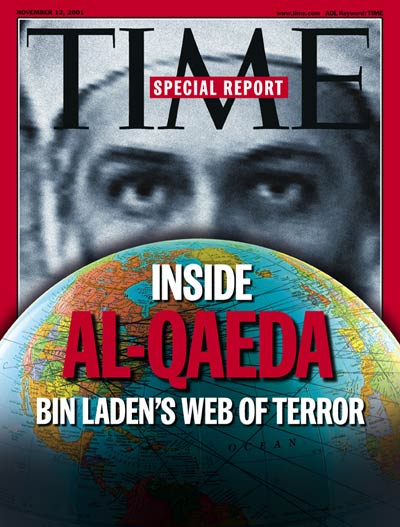 NOVEMBER 12, 2001 www.time.com AOL Keyword: TIME
TIME
SPECIAL REPORT
INSIDE
AL-QAEDA
BIN LADEN'S WEB OF TERROR
OCEAN